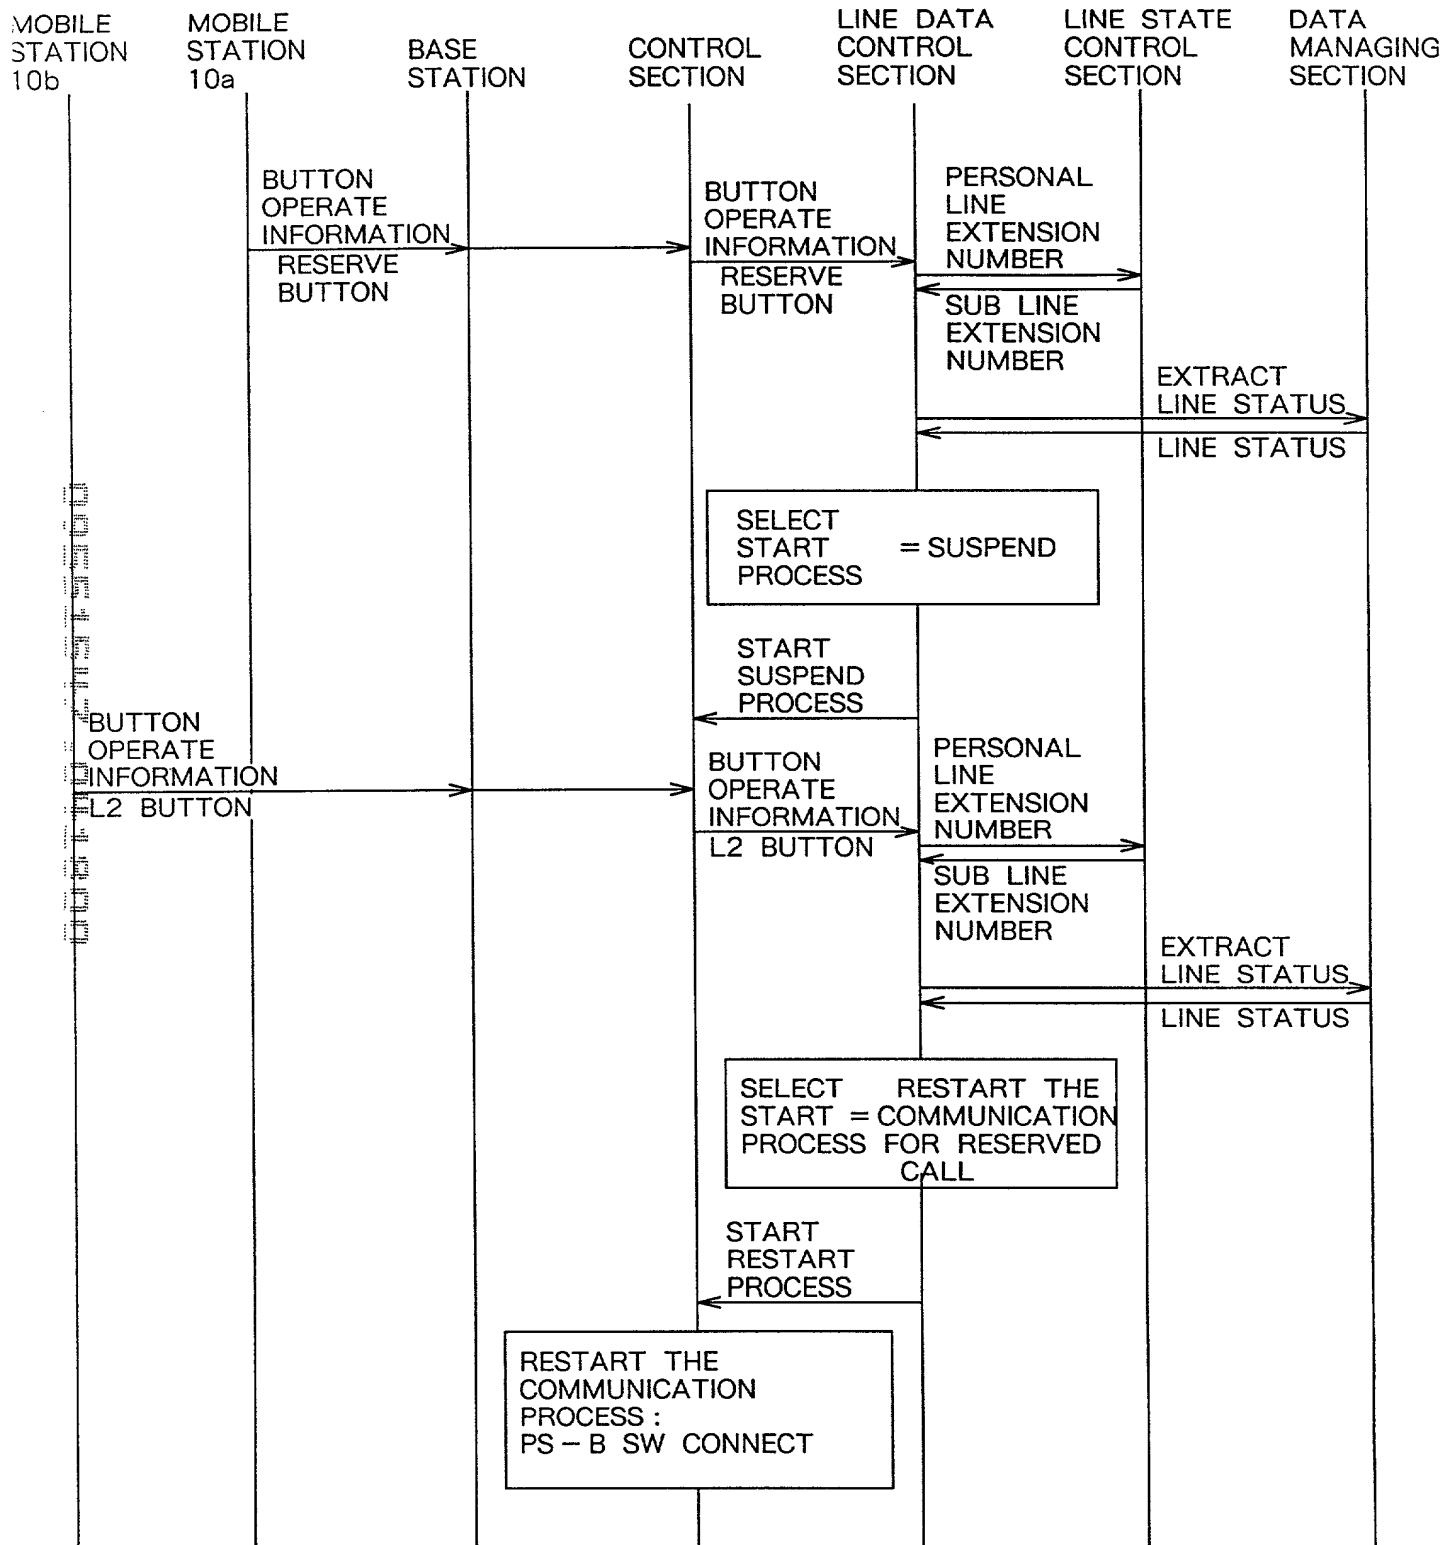 MOBILE
STATION
10b
MOBILE
STATION
10a
BASE
STATION
CONTROL
SECTION
LINE DATA
CONTROL
SECTION
LINE STATE
CONTROL
SECTION
DATA
MANAGING
SECTION
BUTTON
OPERATE
INFORMATION
RESERVE
BUTTON
BUTTON
OPERATE
INFORMATION
RESERVE
BUTTON
PERSONAL
LINE
EXTENSION
NUMBER
SUB LINE
EXTENSION
NUMBER
EXTRACT
LINE STATUS
LINE STATUS
SELECT
START = SUSPEND
PROCESS
START
SUSPEND
PROCESS
BUTTON
OPERATE
INFORMATION
L2 BUTTON
BUTTON
OPERATE
INFORMATION
L2 BUTTON
PERSONAL
LINE
EXTENSION
NUMBER
SUB LINE
EXTENSION
NUMBER
EXTRACT
LINE STATUS
LINE STATUS
SELECT RESTART THE
START = COMMUNICATION
PROCESS FOR RESERVED
CALL
START
RESTART
PROCESS
RESTART THE
COMMUNICATION
PROCESS :
PS – B SW CONNECT